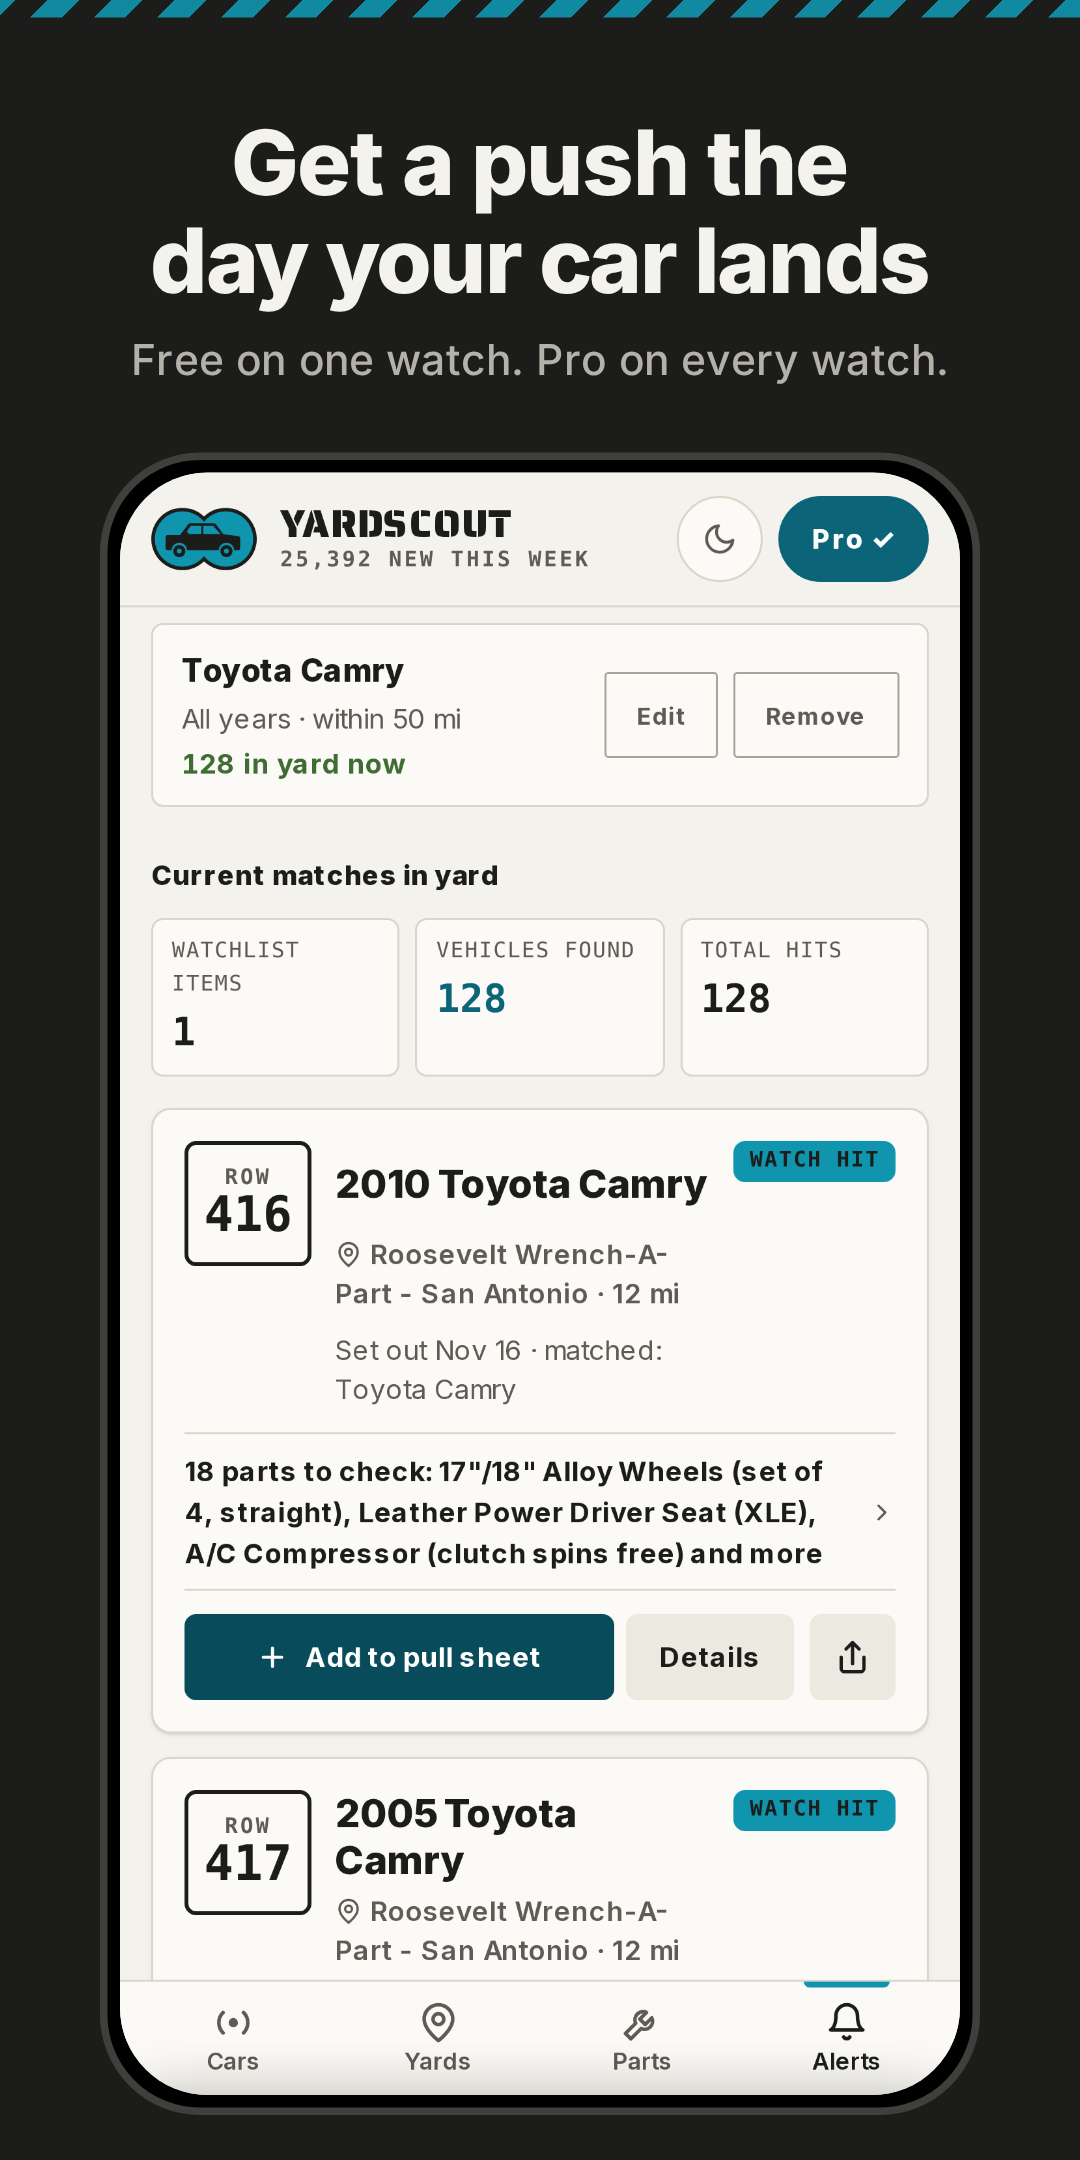 Get a push the
day your car lands
Free on one watch. Pro on every watch.
YARDSCOUT
25,392 NEW THIS WEEK
Pro ✓
Toyota Camry
All years · within 50 mi
128 in yard now
Edit
Remove
Current matches in yard
WATCHLIST
ITEMS
1
VEHICLES FOUND
128
TOTAL HITS
128
ROW
416
2010 Toyota Camry
WATCH HIT
Roosevelt Wrench-A-
Part - San Antonio · 12 mi
Set out Nov 16 · matched:
Toyota Camry
18 parts to check: 17"/18" Alloy Wheels (set of
4, straight), Leather Power Driver Seat (XLE),
A/C Compressor (clutch spins free) and more
Add to pull sheet
Details
ROW
417
2005 Toyota
Camry
WATCH HIT
Roosevelt Wrench-A-
Part - San Antonio · 12 mi
Cars
Yards
Parts
Alerts